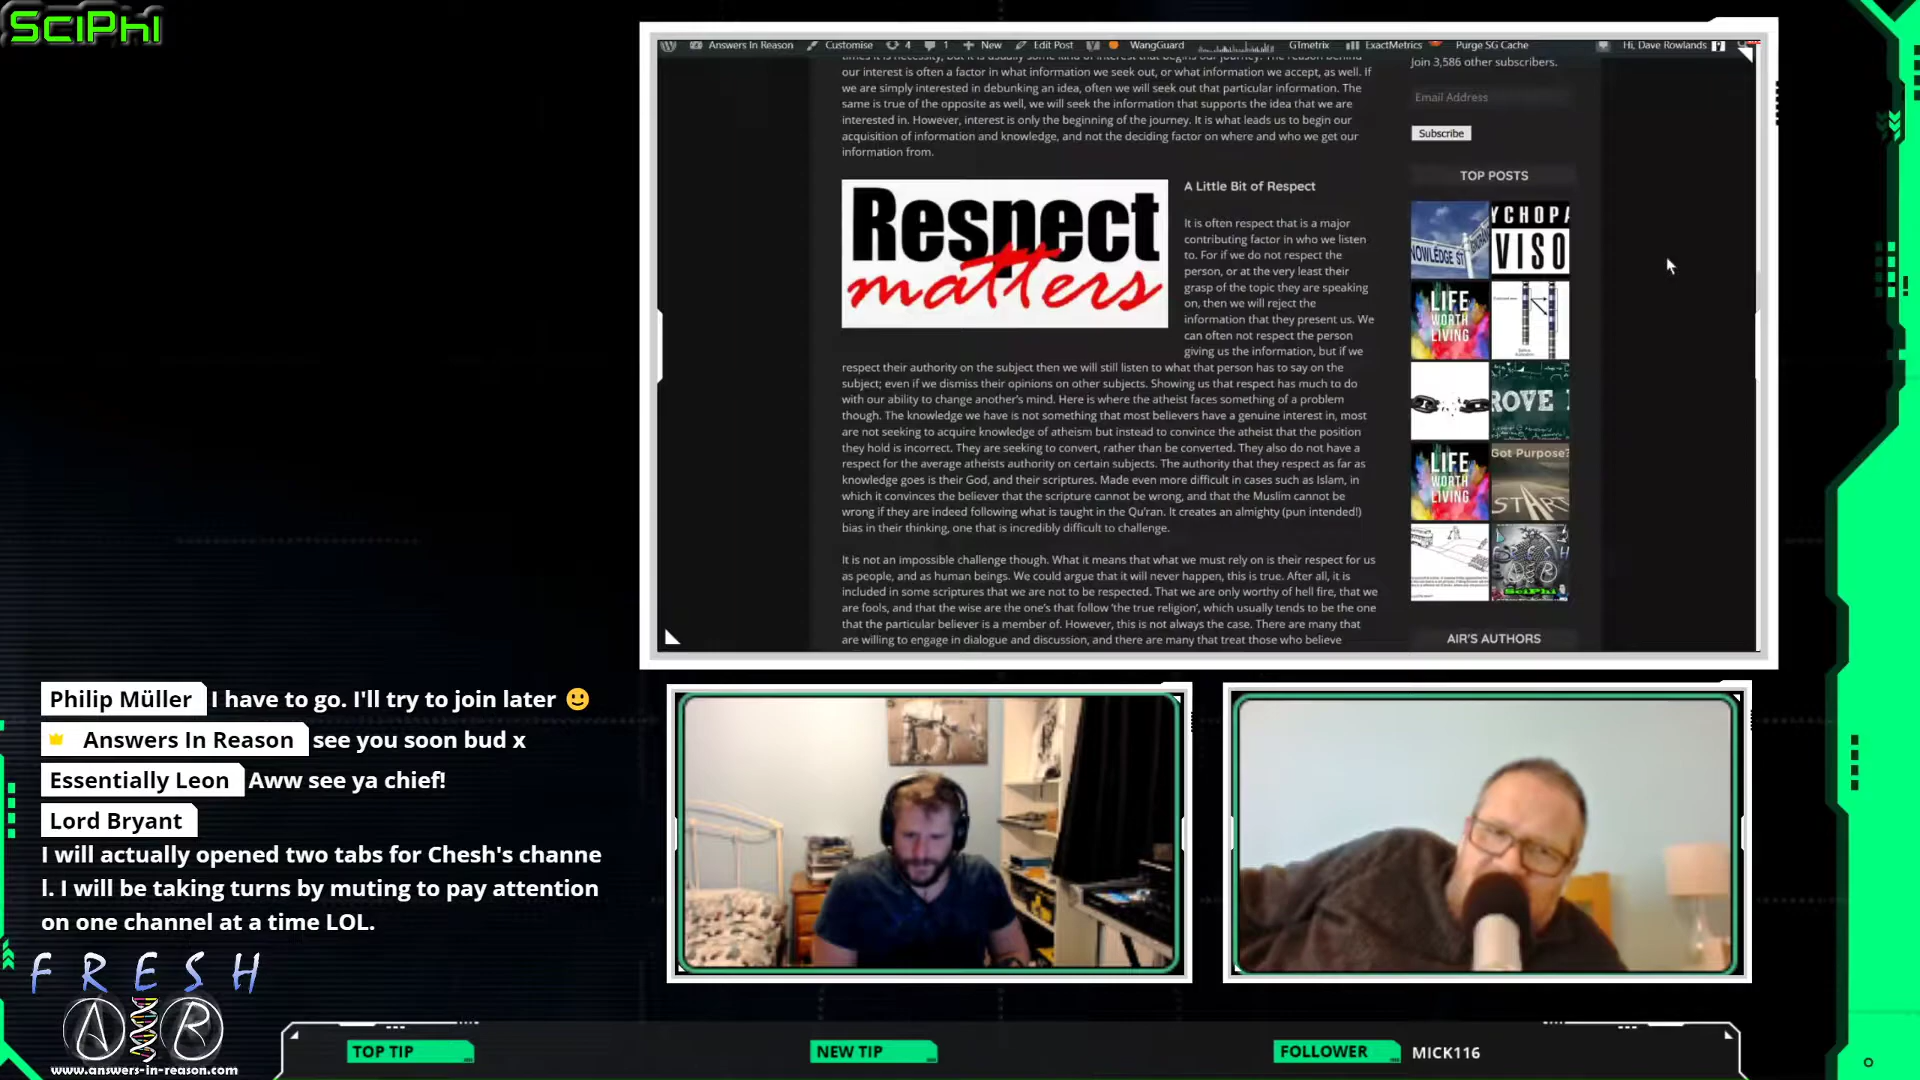 SciPhi
Answers In Reason
Customise
4
1
New
Edit Post
WangGuard
GTmetrix
ExactMetrics
Purge SG Cache
Hi, Dave Rowlands
our interest is often a factor in what information we seek out, or what information we accept, as well. If
we are simply interested in debunking an idea, often we will seek out that particular information. The
same is true of the opposite as well, we will seek the information that supports the idea that we are
interested in. However, interest is only the beginning of the journey. It is what leads us to begin our
acquisition of information and knowledge, and not the deciding factor on where and who we get our
information from.
Respect
matters
A Little Bit of Respect
It is often respect that is a major
contributing factor in who we listen
to. For if we do not respect the
person, or at the very least their
grasp of the topic they are speaking
on, then we will reject the
information that they present us. We
can often not respect the person
giving us the information, but if we
respect their authority on the subject then we will still listen to what that person has to say on the
subject; even if we dismiss their opinions on other subjects. Showing us that respect has much to do
with our ability to change another's mind. Here is where the atheist faces something of a problem
though. The knowledge we have is not something that most believers have a genuine interest in, most
are not seeking to acquire knowledge of atheism but instead to convince the atheist that the position
they hold is incorrect. They are seeking to convert, rather than be converted. They also do not have a
respect for the average atheists authority on certain subjects. The authority that they respect as far as
knowledge goes is their God, and their scriptures. Made even more difficult in cases such as Islam, in
which it convinces the believer that the scripture cannot be wrong, and that the Muslim cannot be
wrong if they are indeed following what is taught in the Qu'ran. It creates an almighty (pun intended!)
bias in their thinking, one that is incredibly difficult to challenge.
It is not an impossible challenge though. What it means that what we must rely on is their respect for us
as people, and as human beings. We could argue that it will never happen, this is true. After all, it is
included in some scriptures that we are not to be respected. That we are only worthy of hell fire, that we
are fools, and that the wise are the one's that follow 'the true religion', which usually tends to be the one
that the particular believer is a member of. However, this is not always the case. There are many that
are willing to engage in dialogue and discussion, and there are many that treat those who believe
Join 3,586 other subscribers.
Email Address
Subscribe
TOP POSTS
NOWLEDGE ST
YCHOPA
VISO
LIFE
WORTH
LIVING
ROVE
LIFE
WORTH
LIVING
Got Purpose?
START
FRESH
SciPhi
AIR'S AUTHORS
Philip Müller I have to go. I'll try to join later 🙂
Answers In Reason see you soon bud x
Essentially Leon Aww see ya chief!
Lord Bryant
I will actually opened two tabs for Chesh's channe
l. I will be taking turns by muting to pay attention
on one channel at a time LOL.
FRESH
A R
www.answers-in-reason.com
TOP TIP
NEW TIP
FOLLOWER
MICK116